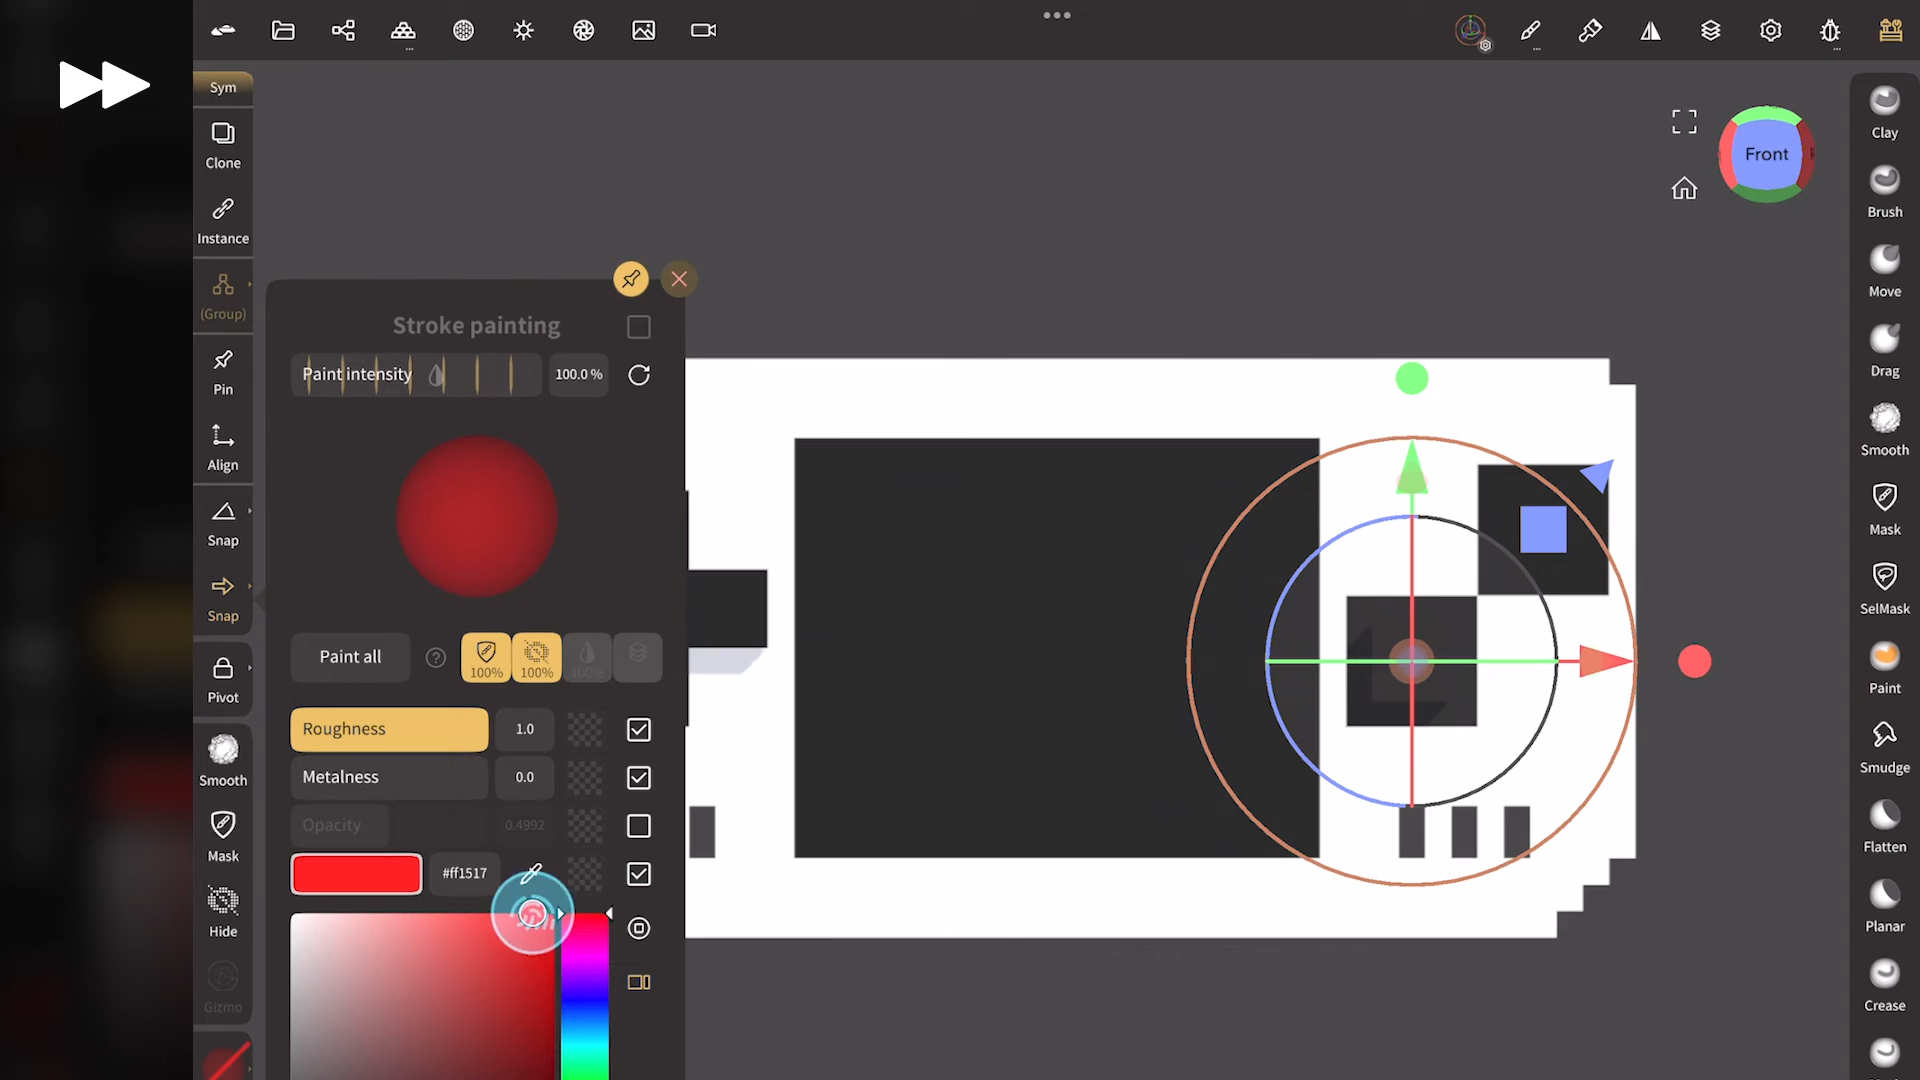 Sym
Clone
Instance
(Group)
Pin
Align
Snap
Snap
Pivot
Smooth
Mask
Hide
Gizmo
Stroke painting
Paint intensity
100.0 %
Paint all
?
100%
100%
100%
Roughness
1.0
Metalness
0.0
Opacity
0.4992
#ff1517
Front
Clay
Brush
Move
Drag
Smooth
Mask
SelMask
Paint
Smudge
Flatten
Planar
Crease